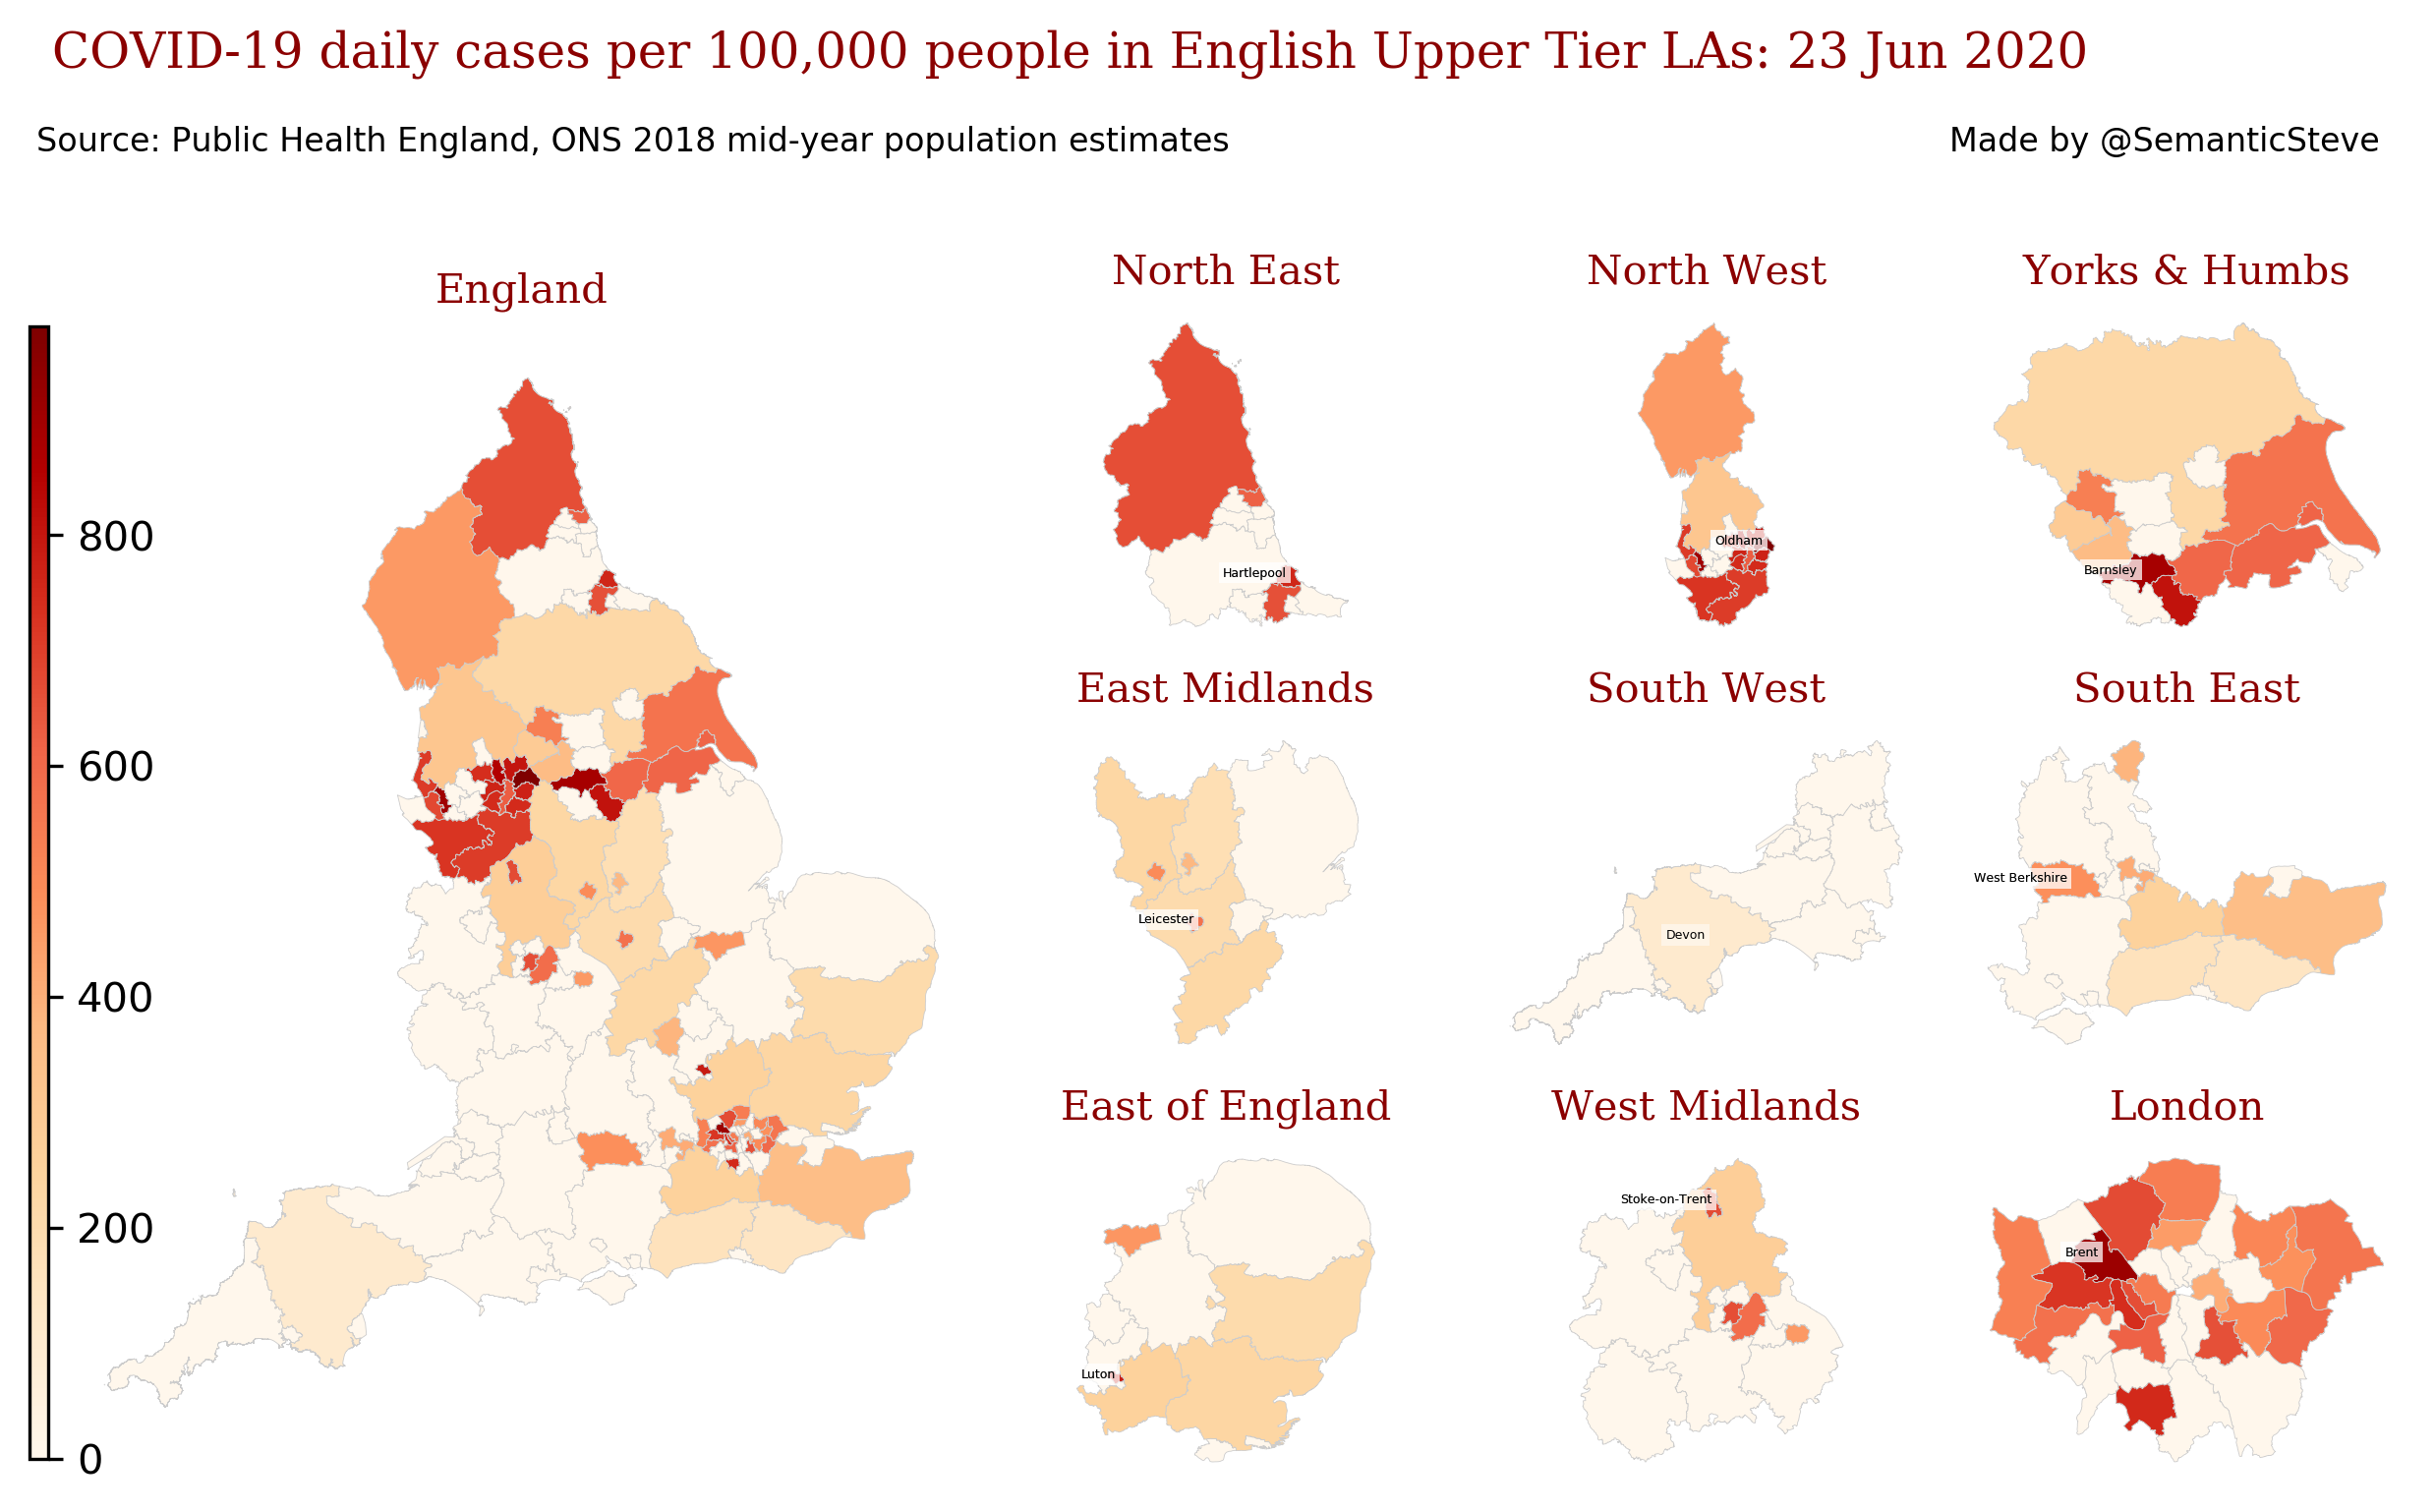 COVID-19 daily cases per 100,000 people in English Upper Tier LAs: 23 Jun 2020
Source: Public Health England, ONS 2018 mid-year population estimates
Made by @SemanticSteve
England
North East
North West
Yorks & Humbs
800
600
400
200
0
Hartlepool
Oldham
Barnsley
East Midlands
South West
South East
Leicester
Devon
West Berkshire
East of England
West Midlands
London
Luton
Stoke-on-Trent
Brent